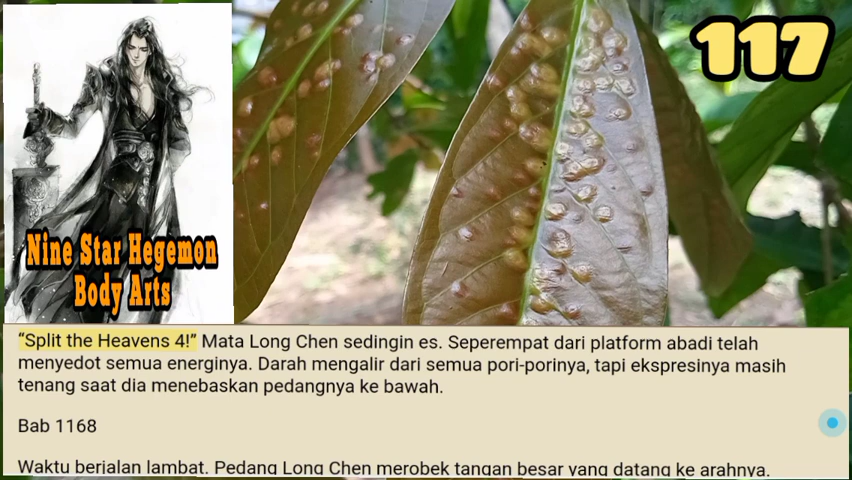 117
Nine Star Hegemon
Body Arts
“Split the Heavens 4!” Mata Long Chen sedingin es. Seperempat dari platform abadi telah
menyedot semua energinya. Darah mengalir dari semua pori-porinya, tapi ekspresinya masih
tenang saat dia menebaskan pedangnya ke bawah.
Bab 1168
Waktu berjalan lambat. Pedang Long Chen merobek tangan besar yang datang ke arahnya.